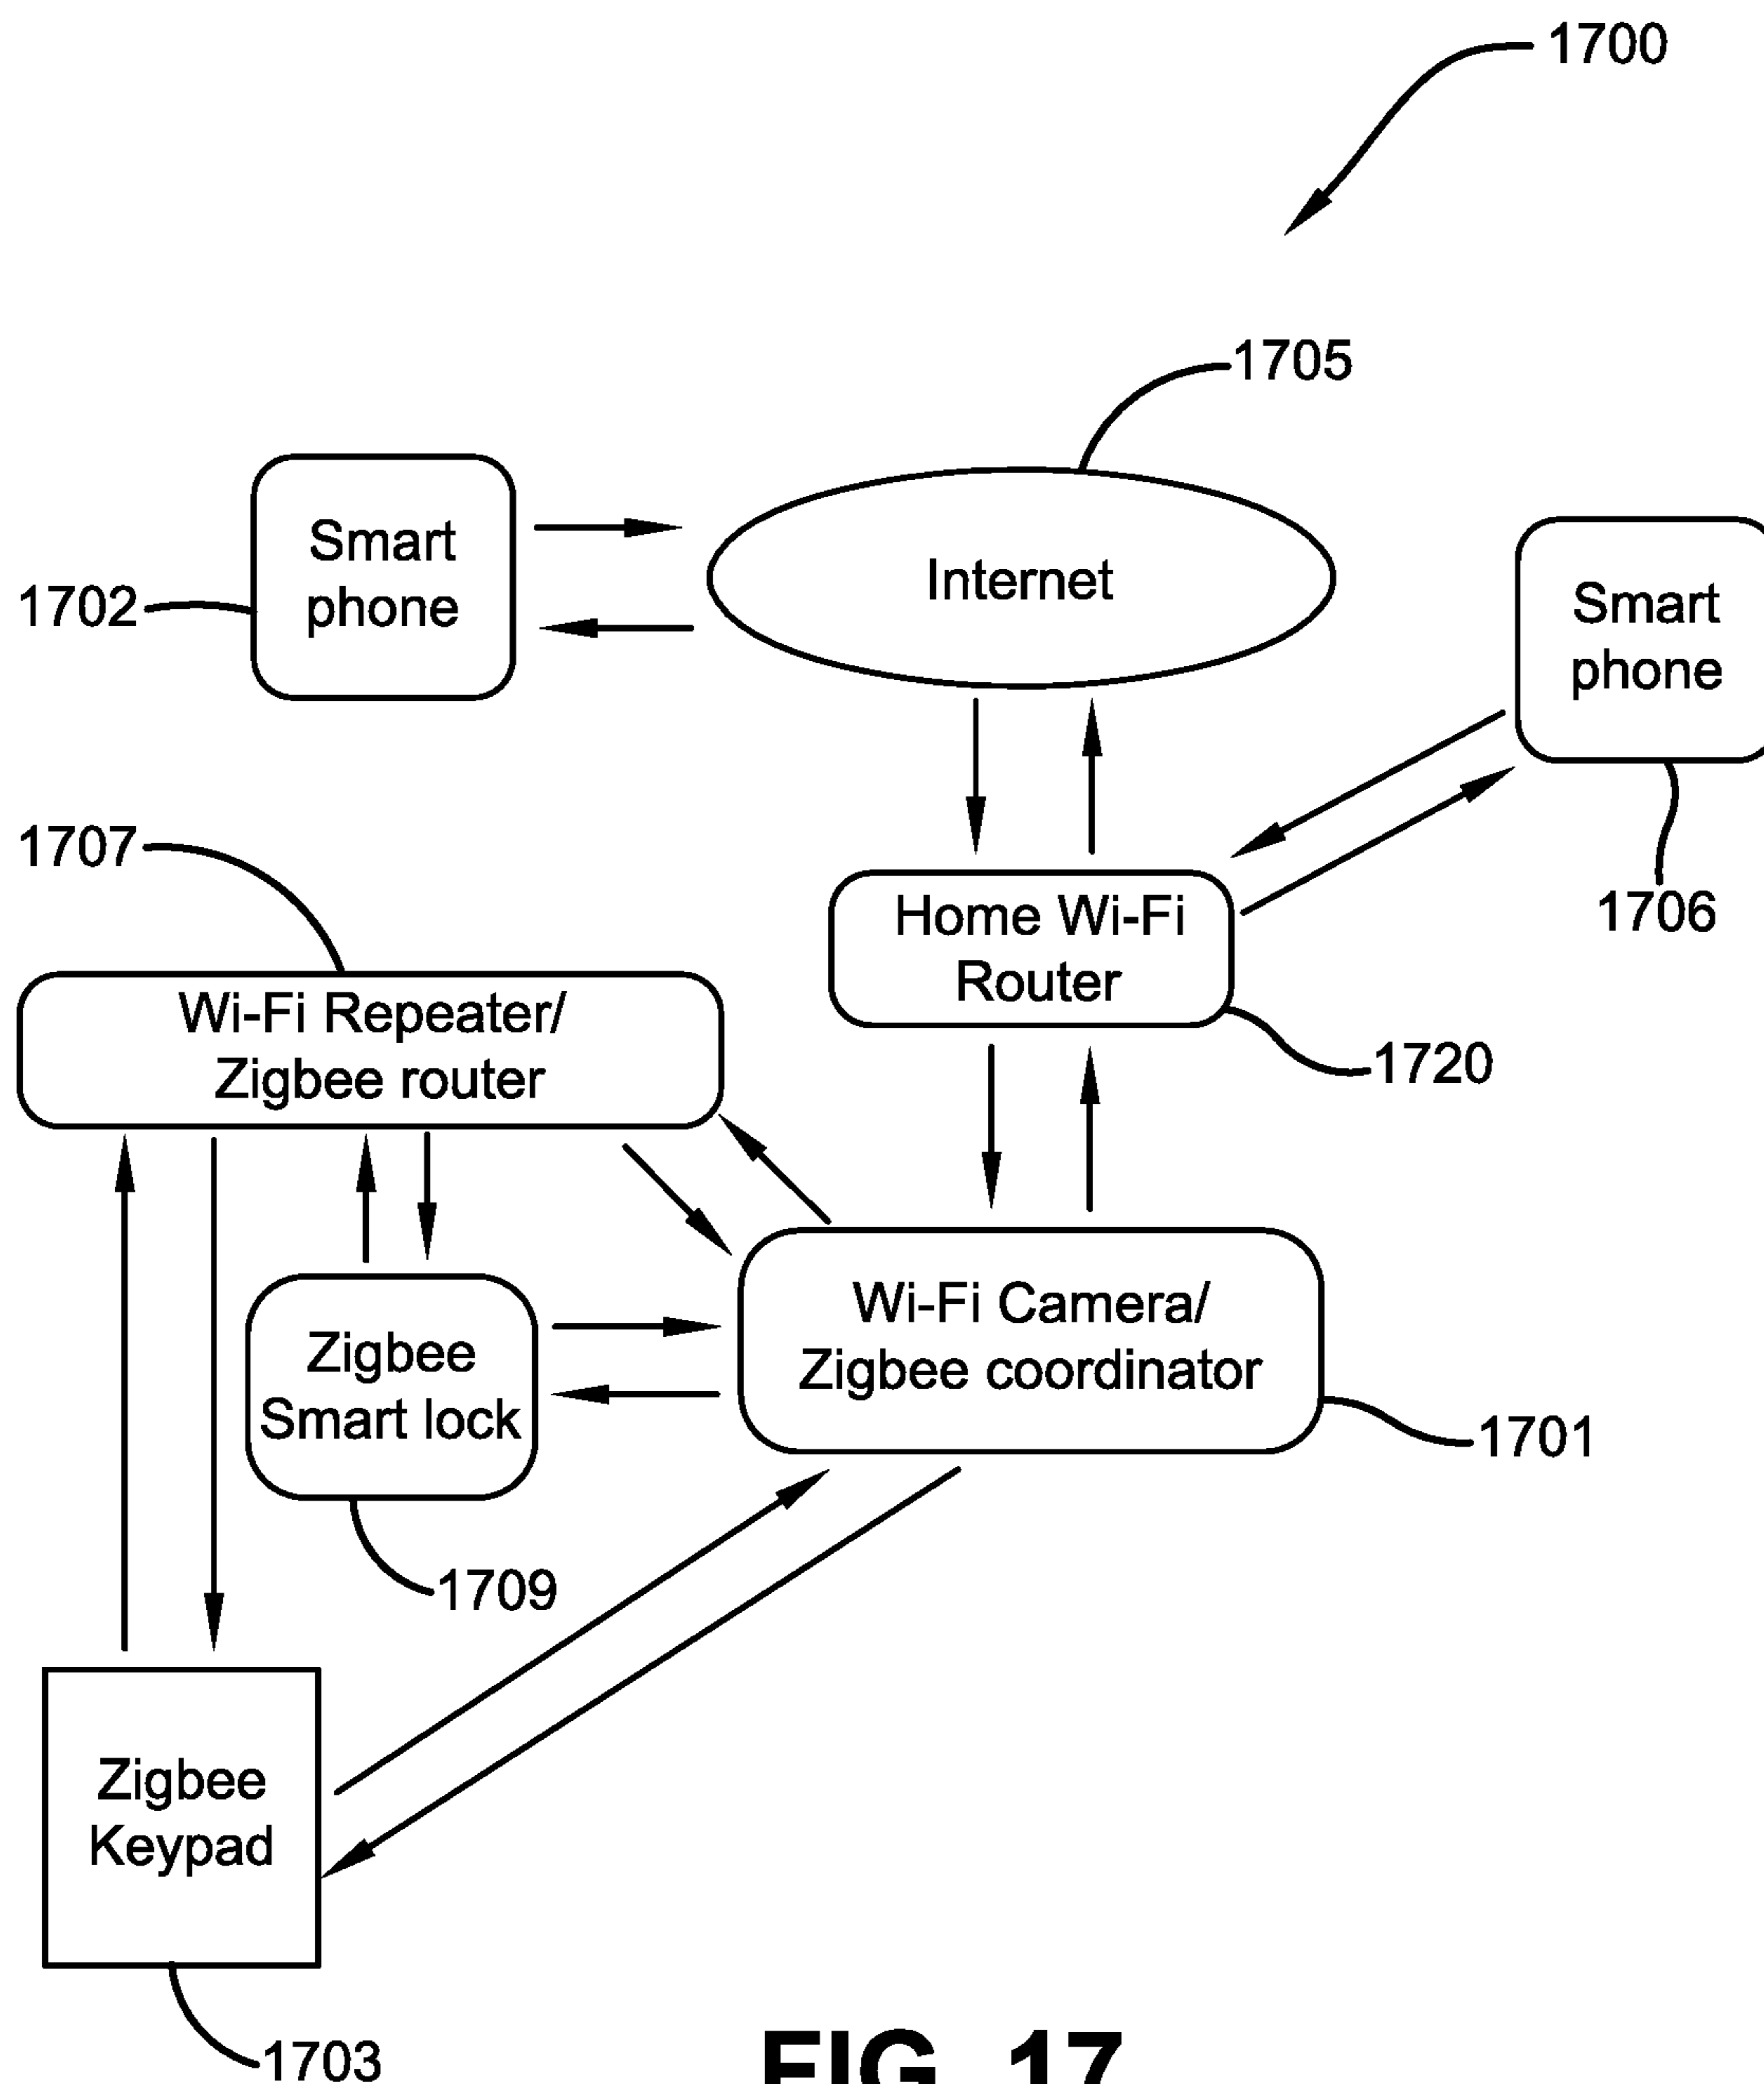 1700
1705
Smart
phone
Internet
Smart
phone
1702
1707
1706
Home Wi-Fi
Router
Wi-Fi Repeater/
Zigbee router
1720
Wi-Fi Camera/
Zigbee coordinator
Zigbee
Smart lock
1701
1709
Zigbee
Keypad
1703
FIG. 17